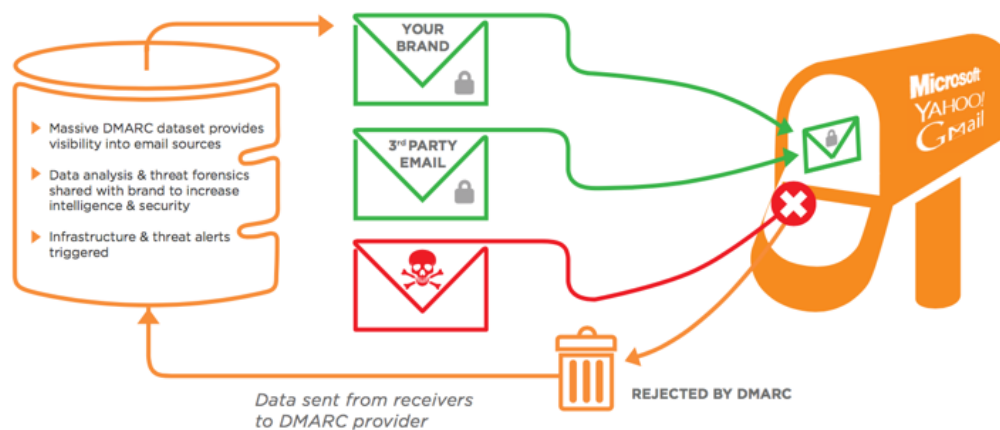 YOUR
BRAND
3rd PARTY
EMAIL
Massive DMARC dataset provides
visibility into email sources
Data analysis & threat forensics
shared with brand to increase
intelligence & security
Infrastructure & threat alerts
triggered
Microsoft
YAHOO!
Gmail
REJECTED BY DMARC
Data sent from receivers
to DMARC provider